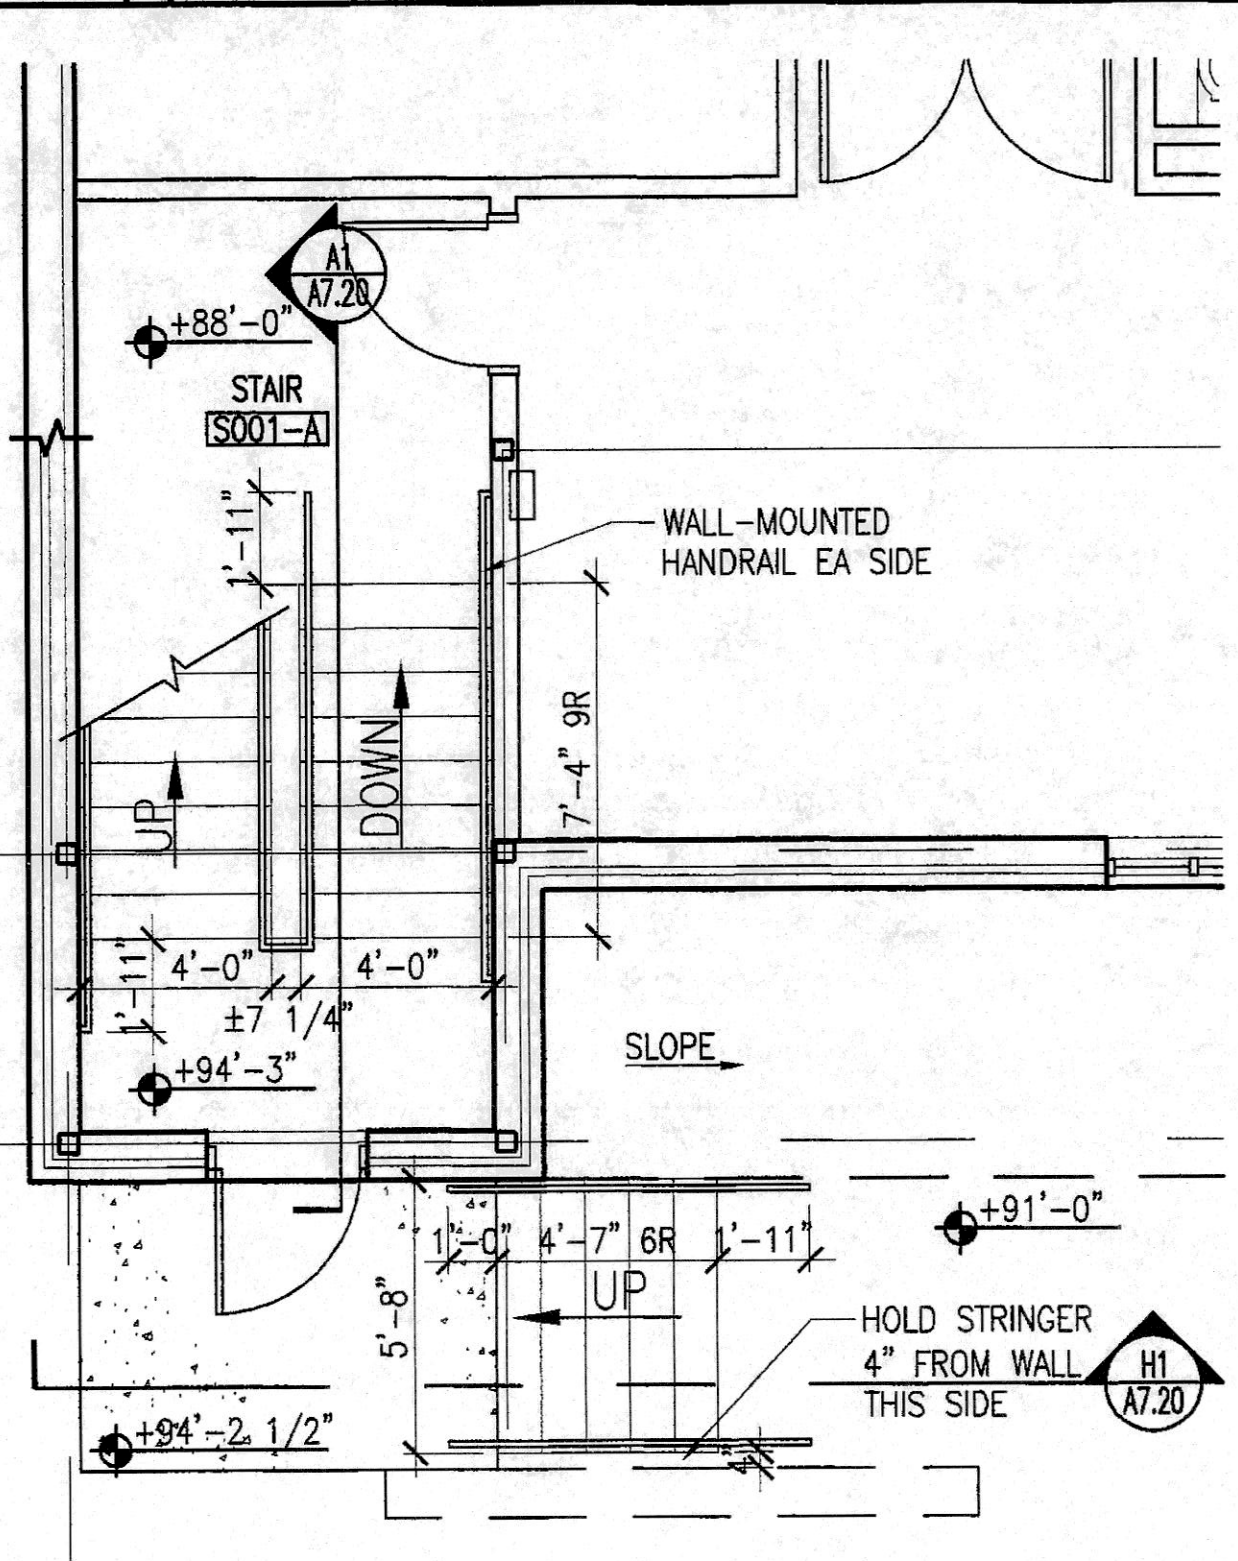 A1
A7.20
+88'-0"
STAIR
S001-A
1'-11"
WALL-MOUNTED
HANDRAIL EA SIDE
7'-4" 9R
DOWN
UP
1'-11"
4'-0"
4'-0"
±7 1/4"
+94'-3"
SLOPE
+91'-0"
1'-0"
4'-7" 6R
1'-11"
UP
5'-8"
HOLD STRINGER
4" FROM WALL
THIS SIDE
H1
A7.20
+94'-2 1/2"
4"